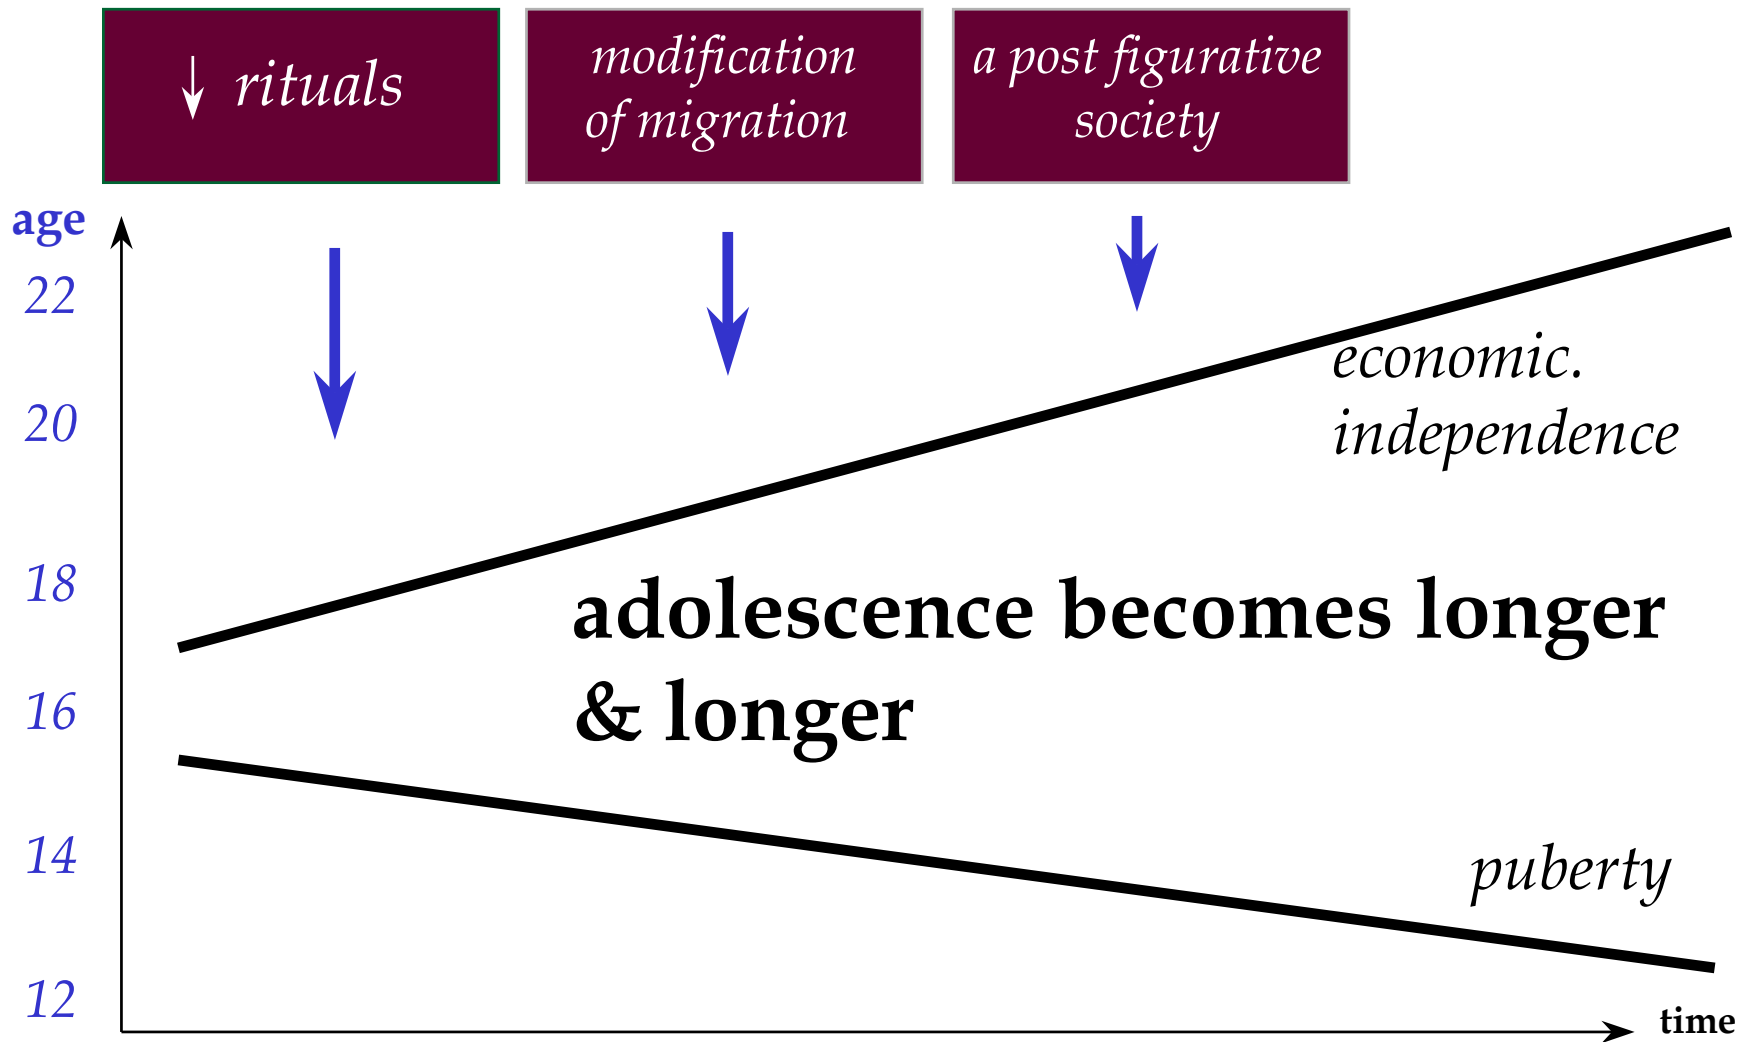 ↓ rituals
modification
of migration
a post figurative
society
age
22
20
18
16
14
12
economic.
independence
adolescence becomes longer
& longer
puberty
time